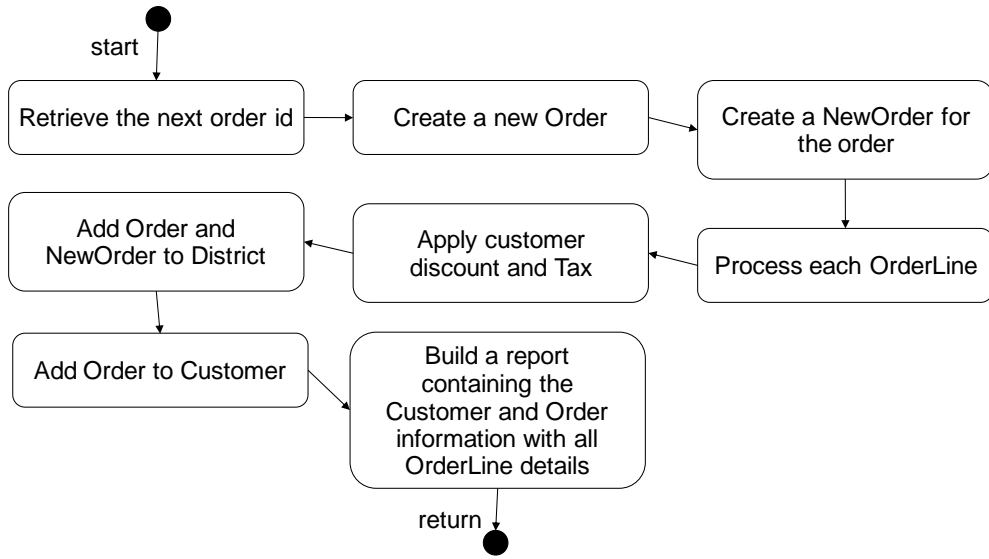 start
Retrieve the next order id
Create a new Order
Create a NewOrder for
the order
Process each OrderLine
Apply customer
discount and Tax
Add Order and
NewOrder to District
Add Order to Customer
Build a report
containing the
Customer and Order
information with all
OrderLine details
return